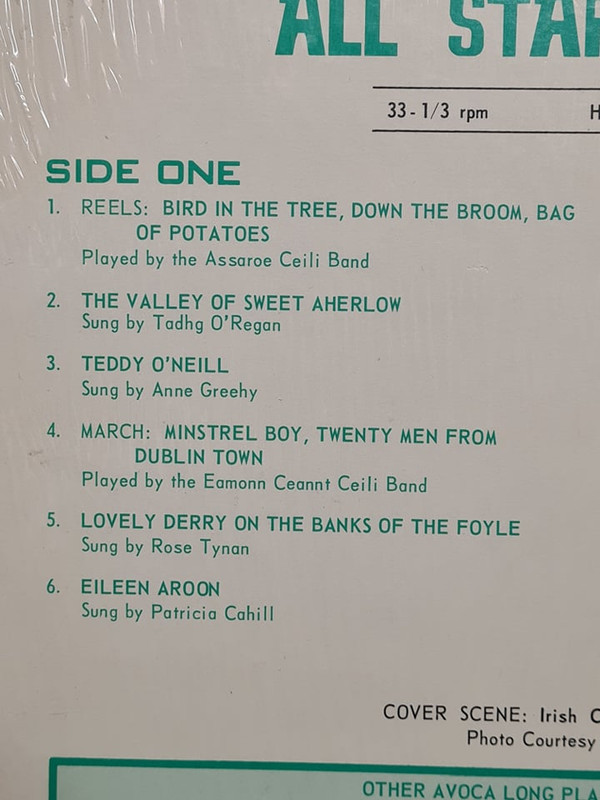 ALL STAR
33-1/3 rpm H
SIDE ONE
1. REELS: BIRD IN THE TREE, DOWN THE BROOM, BAG
OF POTATOES
Played by the Assaroe Ceili Band
2. THE VALLEY OF SWEET AHERLOW
Sung by Tadhg O'Regan
3. TEDDY O'NEILL
Sung by Anne Greehy
4. MARCH: MINSTREL BOY, TWENTY MEN FROM
DUBLIN TOWN
Played by the Eamonn Ceannt Ceili Band
5. LOVELY DERRY ON THE BANKS OF THE FOYLE
Sung by Rose Tynan
6. EILEEN AROON
Sung by Patricia Cahill
COVER SCENE: Irish C
Photo Courtesy
OTHER AVOCA LONG PLA